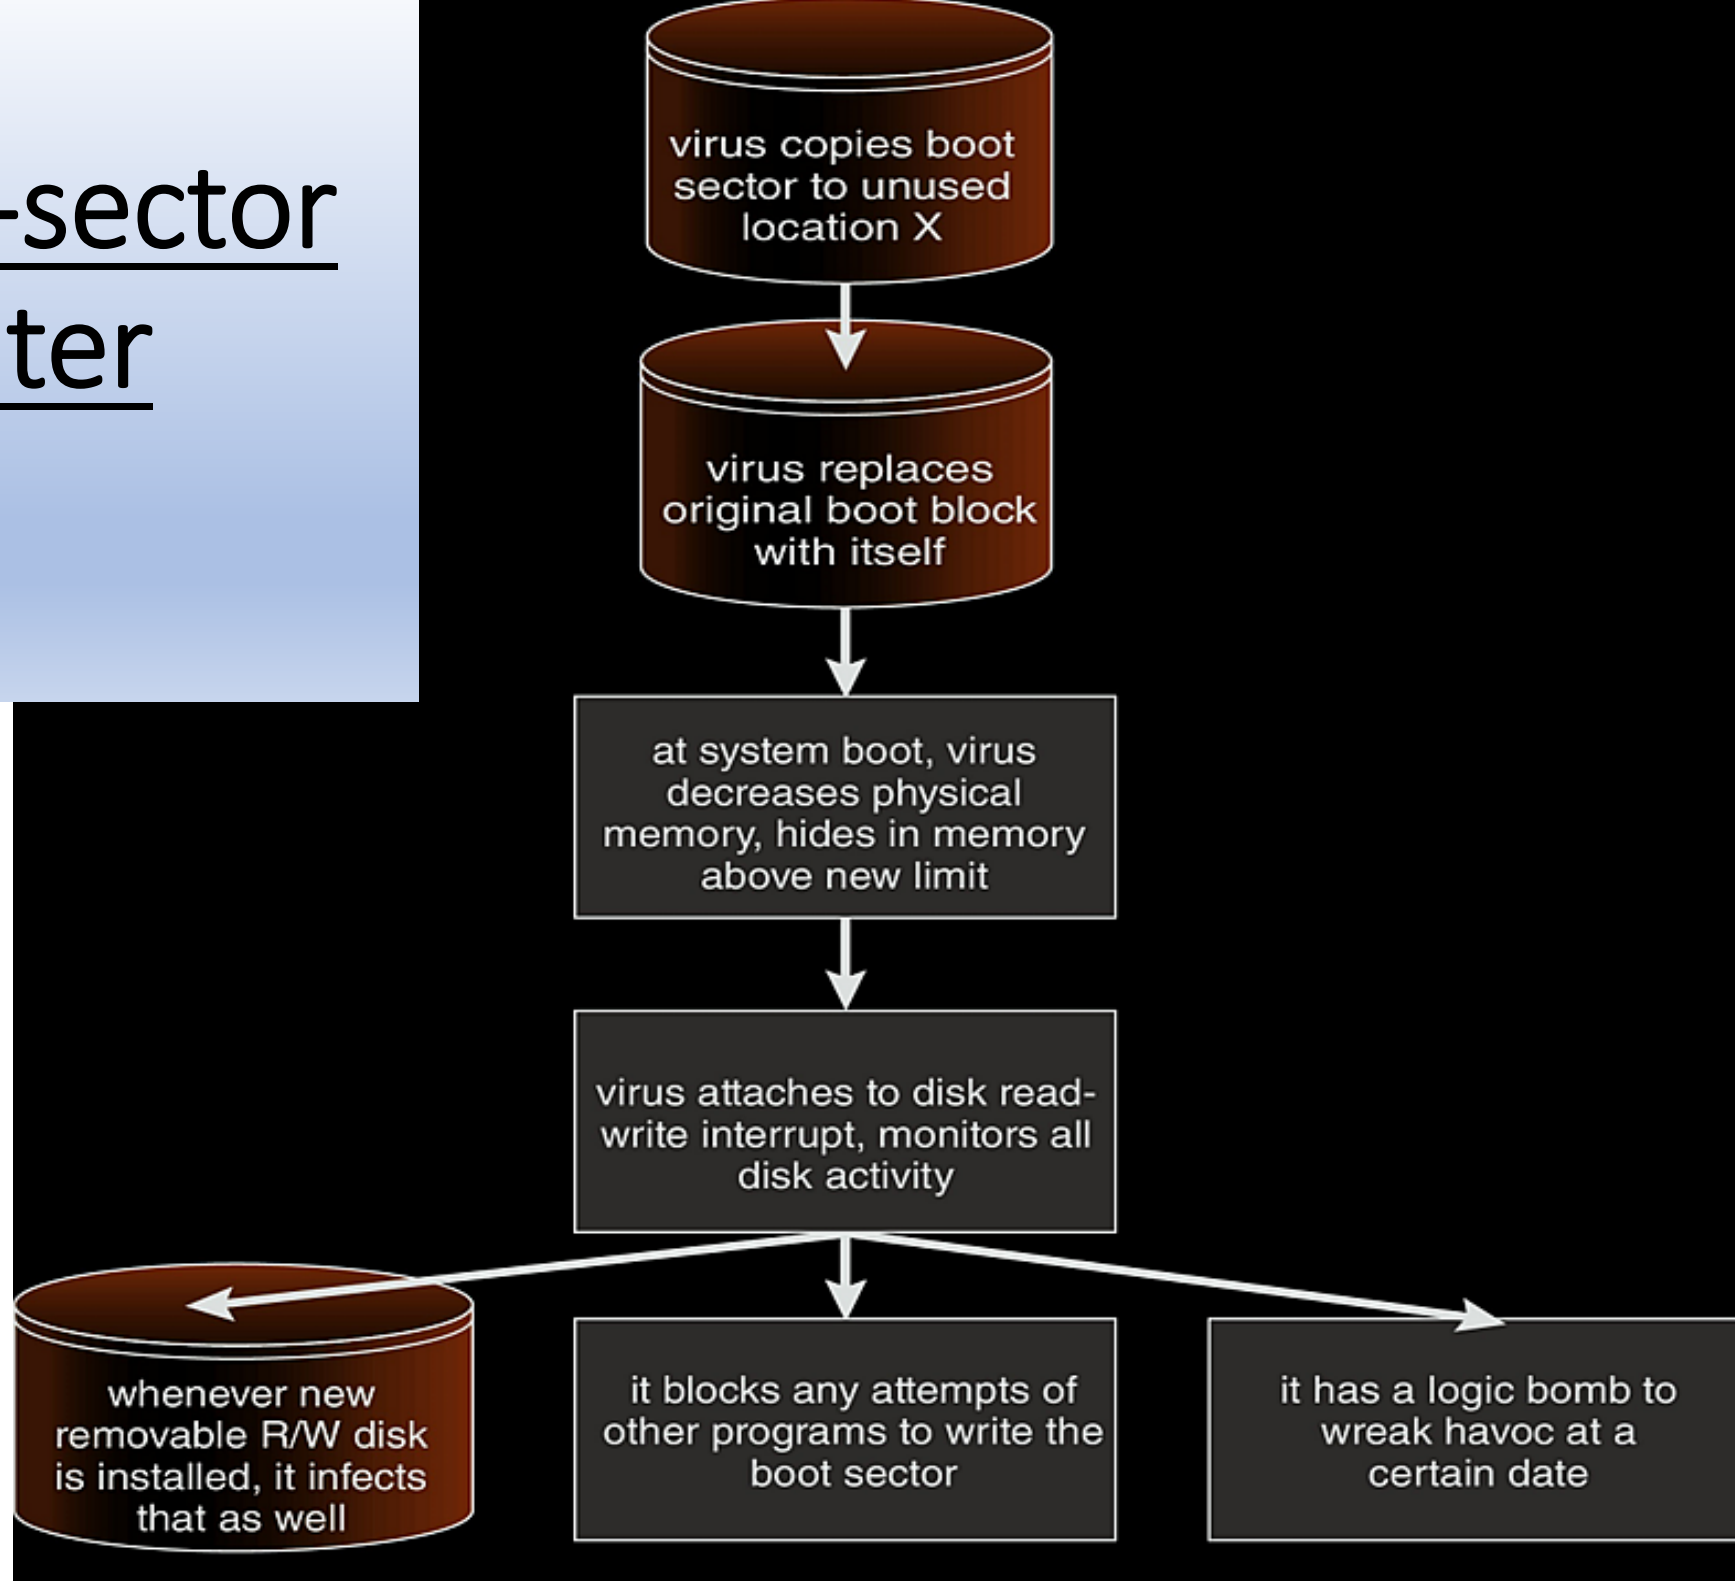 -sector
ter
virus copies boot
sector to unused
location X
virus replaces
original boot block
with itself
at system boot, virus
decreases physical
memory, hides in memory
above new limit
virus attaches to disk read-
write interrupt, monitors all
disk activity
whenever new
removable R/W disk
is installed, it infects
that as well
it blocks any attempts of
other programs to write the
boot sector
it has a logic bomb to
wreak havoc at a
certain date